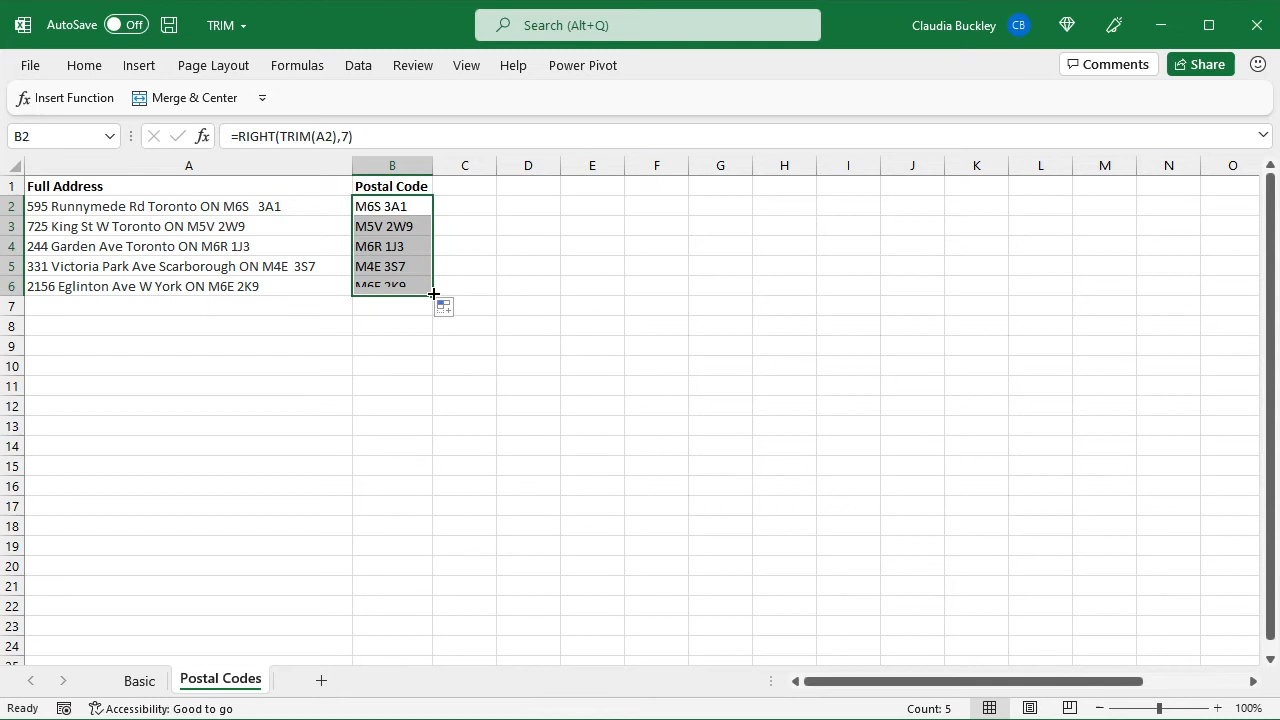 AutoSave Off TRIM Search (Alt+Q) Claudia Buckley CB
File Home Insert Page Layout Formulas Data Review View Help Power Pivot Comments Share
fx Insert Function Merge & Center
B2 fx =RIGHT(TRIM(A2),7)
A B C D E F G H I J K L M N O
1 Full Address Postal Code
2 595 Runnymede Rd Toronto ON M6S   3A1 M6S 3A1
3 725 King St W Toronto ON M5V 2W9 M5V 2W9
4 244 Garden Ave Toronto ON M6R 1J3 M6R 1J3
5 331 Victoria Park Ave Scarborough ON M4E  3S7 M4E 3S7
6 2156 Eglinton Ave W York ON M6E 2K9 M6E 2K9
7
8
9
10
11
12
13
14
15
16
17
18
19
20
21
22
23
24
Basic Postal Codes
Ready Accessibility: Good to go Count: 5 100%